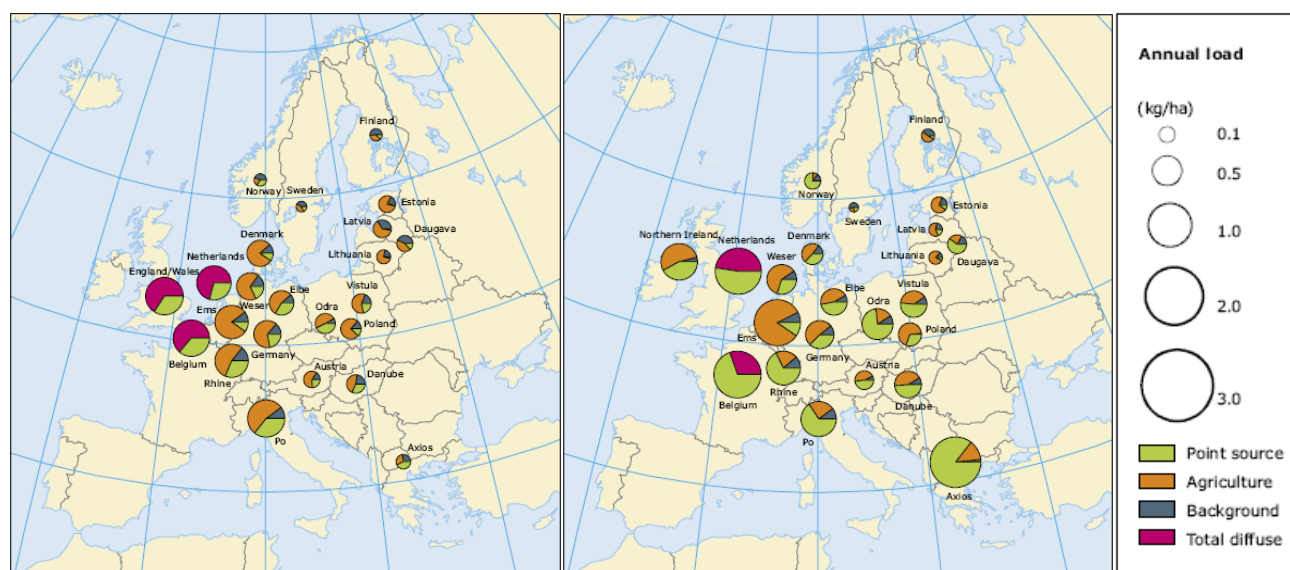 Finland
Norway
Sweden
Estonia
Latvia
Daugava
Denmark
Lithuania
Netherlands
England/Wales
Weser
Elbe
Vistula
Odra
Ems
Poland
Belgium
Germany
Rhine
Austria
Danube
Po
Axios
Finland
Norway
Sweden
Estonia
Latvia
Northern Ireland
Netherlands
Denmark
Weser
Lithuania
Daugava
Elbe
Vistula
Odra
Ems
Poland
Germany
Belgium
Rhine
Austria
Danube
Po
Axios
Annual load
(kg/ha)
0.1
0.5
1.0
2.0
3.0
Point source
Agriculture
Background
Total diffuse